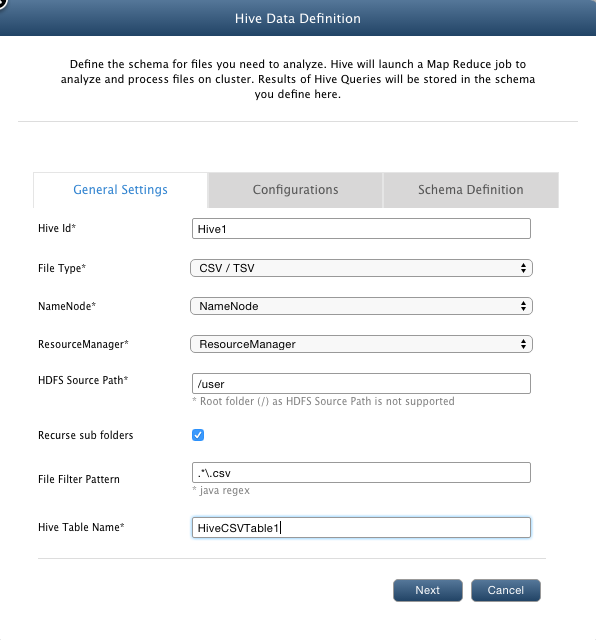 Hive Data Definition
Define the schema for files you need to analyze. Hive will launch a Map Reduce job to
analyze and process files on cluster. Results of Hive Queries will be stored in the schema
you define here.
General Settings Configurations Schema Definition
Hive Id* Hive1
File Type* CSV / TSV
NameNode* NameNode
ResourceManager* ResourceManager
HDFS Source Path* /user
* Root folder (/) as HDFS Source Path is not supported
Recurse sub folders
File Filter Pattern .*\.csv
* java regex
Hive Table Name* HiveCSVTable1
Next Cancel